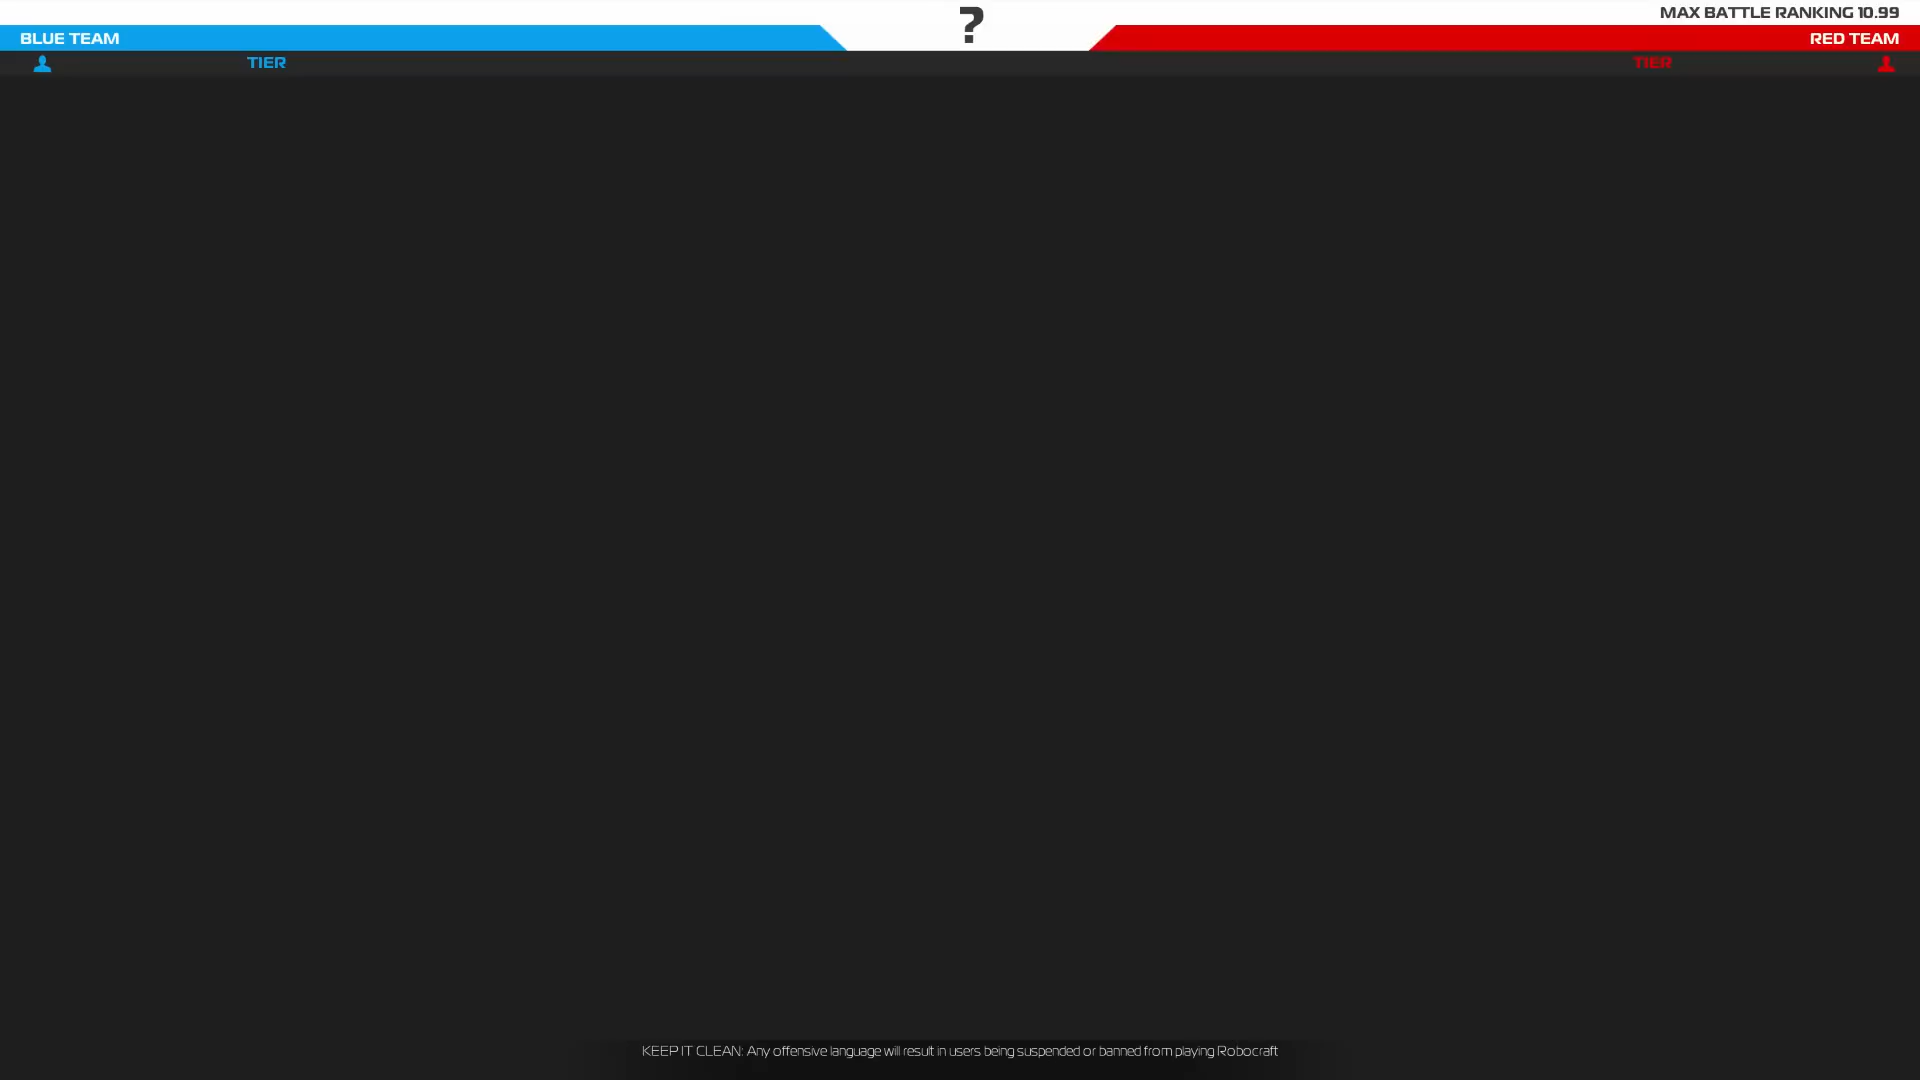 ?
MAX BATTLE RANKING 10.99
BLUE TEAM
RED TEAM
TIER
TIER
KEEP IT CLEAN: Any offensive language will result in users being suspended or banned from playing Robocraft